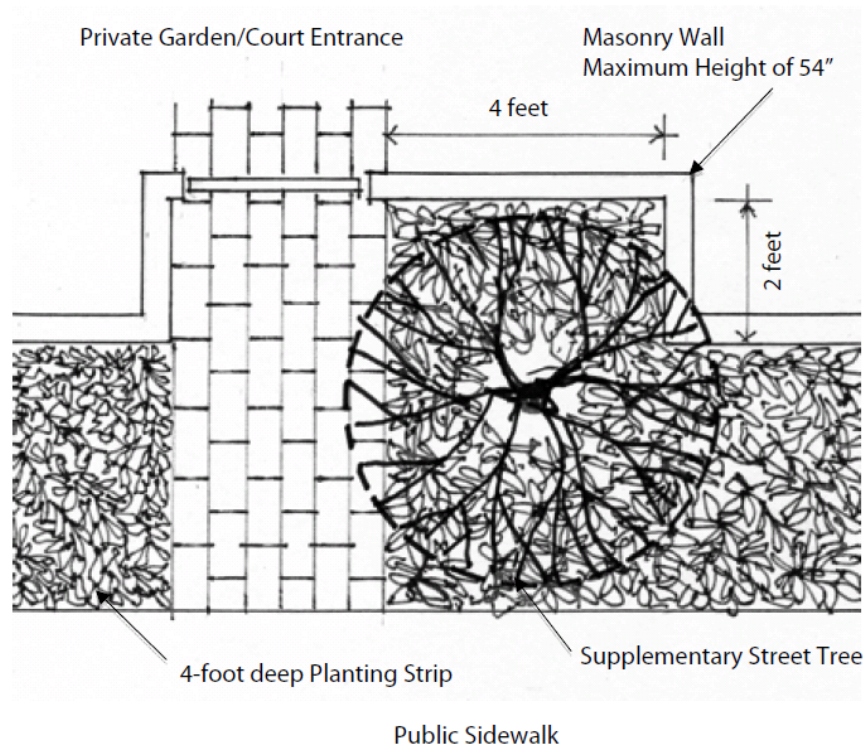 Private Garden/Court Entrance
Masonry Wall
Maximum Height of 54”
4 feet
2 feet
4-foot deep Planting Strip
Supplementary Street Tree
Public Sidewalk